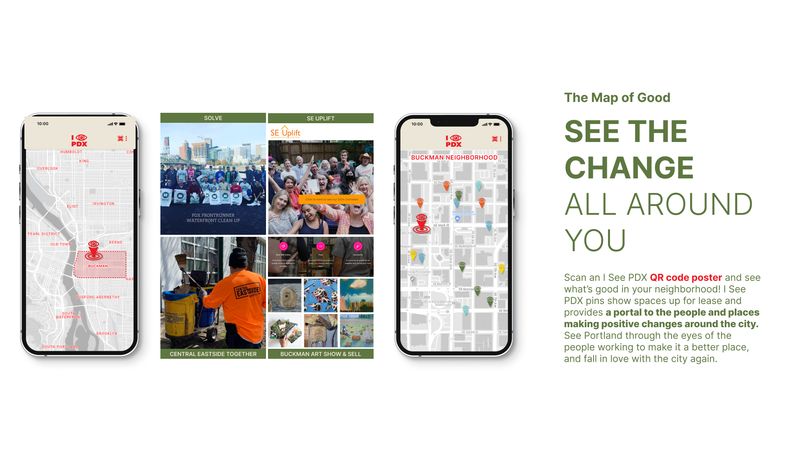 10:00
I PDX
HUMBOLDT
KING
OVERLOOK
IRVINGTON
ELIOT
PEARL DISTRICT
OLD TOWN
KERNS
BUCKMAN
HOSFORD-ABERNETHY
SOUTH
WATERFRONT
BROOKLYN
SOUTH PORTLAND
SOLVE
PDX FRONTRUNNER
WATERFRONT CLEAN UP
SE UPLIFT
SE Uplift
CENTRAL EASTSIDE TOGETHER
BUCKMAN ART SHOW & SELL
10:00
I PDX
BUCKMAN NEIGHBORHOOD
The Map of Good
SEE THE
CHANGE
ALL AROUND
YOU
Scan an I See PDX QR code poster and see
what's good in your neighborhood! I See
PDX pins show spaces up for lease and
provides a portal to the people and places
making positive changes around the city.
See Portland through the eyes of the
people working to make it a better place,
and fall in love with the city again.